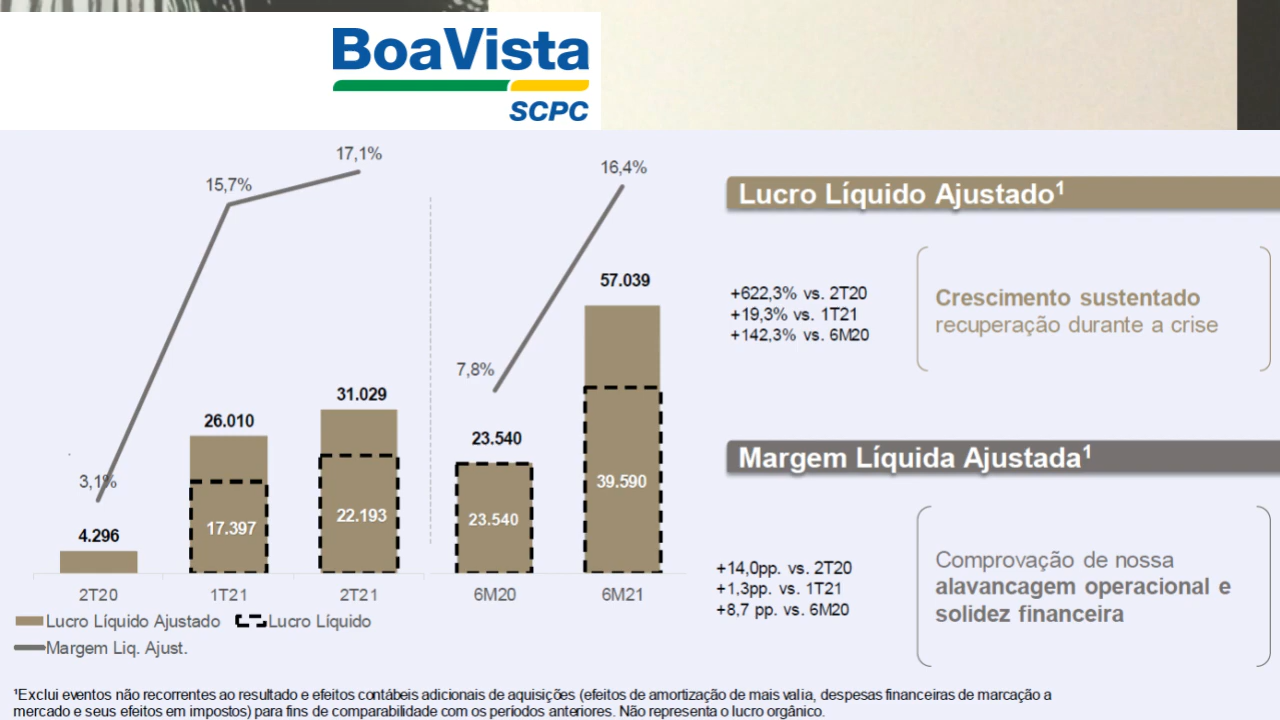 BoaVista
SCPC
17,1%
15,7%
16,4%
Lucro Líquido Ajustado¹
57.039
+622,3% vs. 2T20
+19,3% vs. 1T21
+142,3% vs. 6M20
Crescimento sustentado
recuperação durante a crise
7,8%
31.029
26.010
23.540
3,1%
Margem Líquida Ajustada¹
4.296
17.397
22.193
23.540
39.590
Comprovação de nossa
alavancagem operacional e
solidez financeira
+14,0pp. vs. 2T20
+1,3pp. vs. 1T21
+8,7 pp. vs. 6M20
2T20 1T21 2T21 6M20 6M21
Lucro Líquido Ajustado Lucro Líquido
Margem Liq. Ajust.
¹Exclui eventos não recorrentes ao resultado e efeitos contábeis adicionais de aquisições (efeitos de amortização de mais valia, despesas financeiras de marcação a
mercado e seus efeitos em impostos) para fins de comparabilidade com os períodos anteriores. Não representa o lucro orgânico.